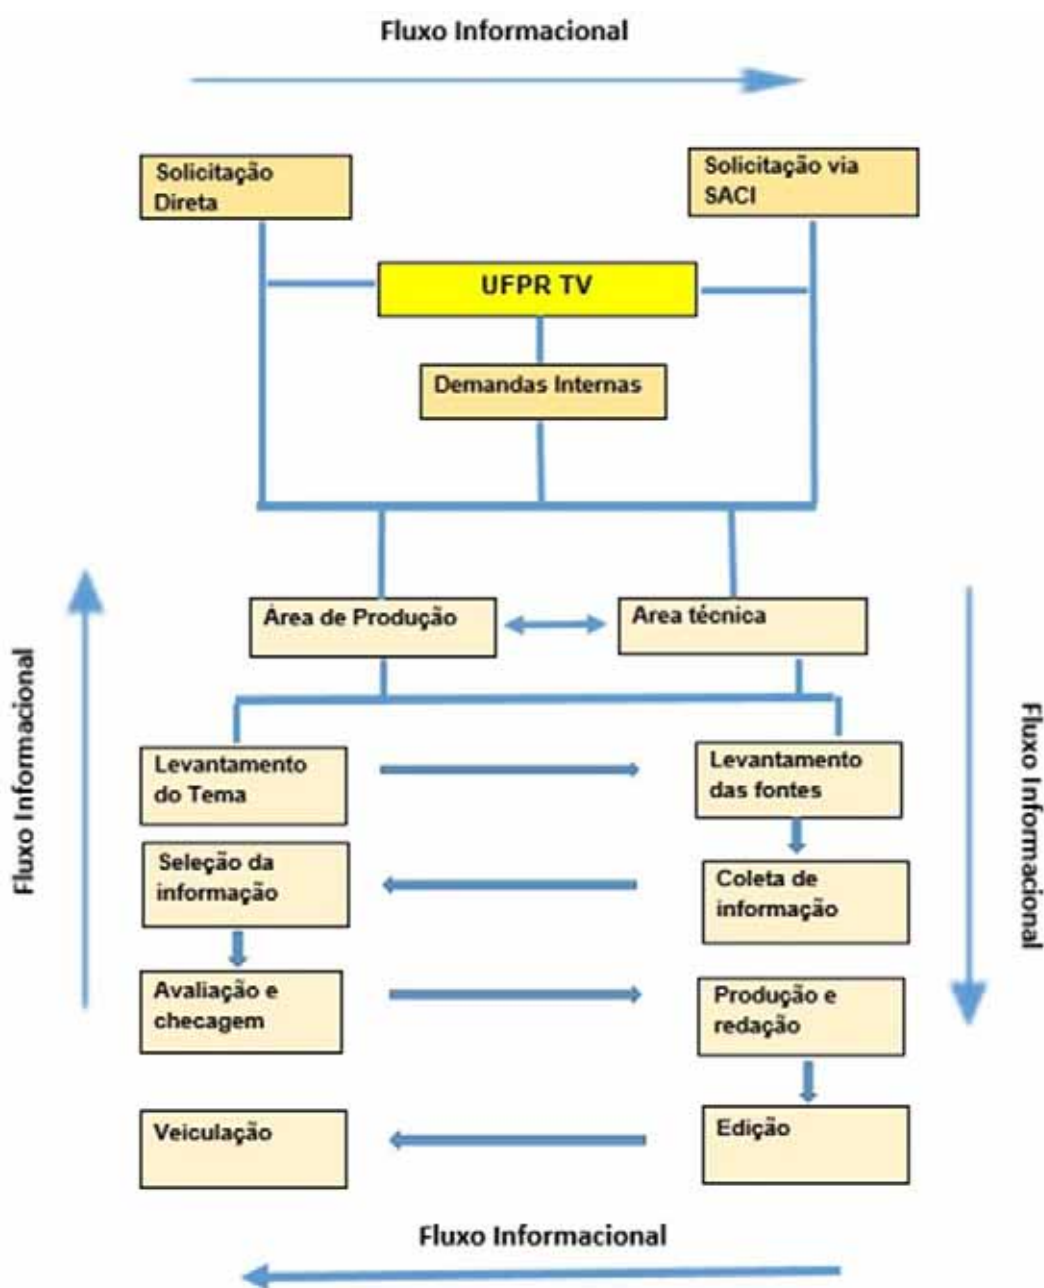 Fluxo Informacional
Solicitação
Direta
Solicitação via
SACI
UFPR TV
Demandas Internas
Área de Produção
Area técnica
Fluxo Informacional
Fluxo Informacional
Levantamento
do Tema
Levantamento
das fontes
Seleção da
informação
Coleta de
informação
Avaliação e
checagem
Produção e
redação
Veiculação
Edição
Fluxo Informacional